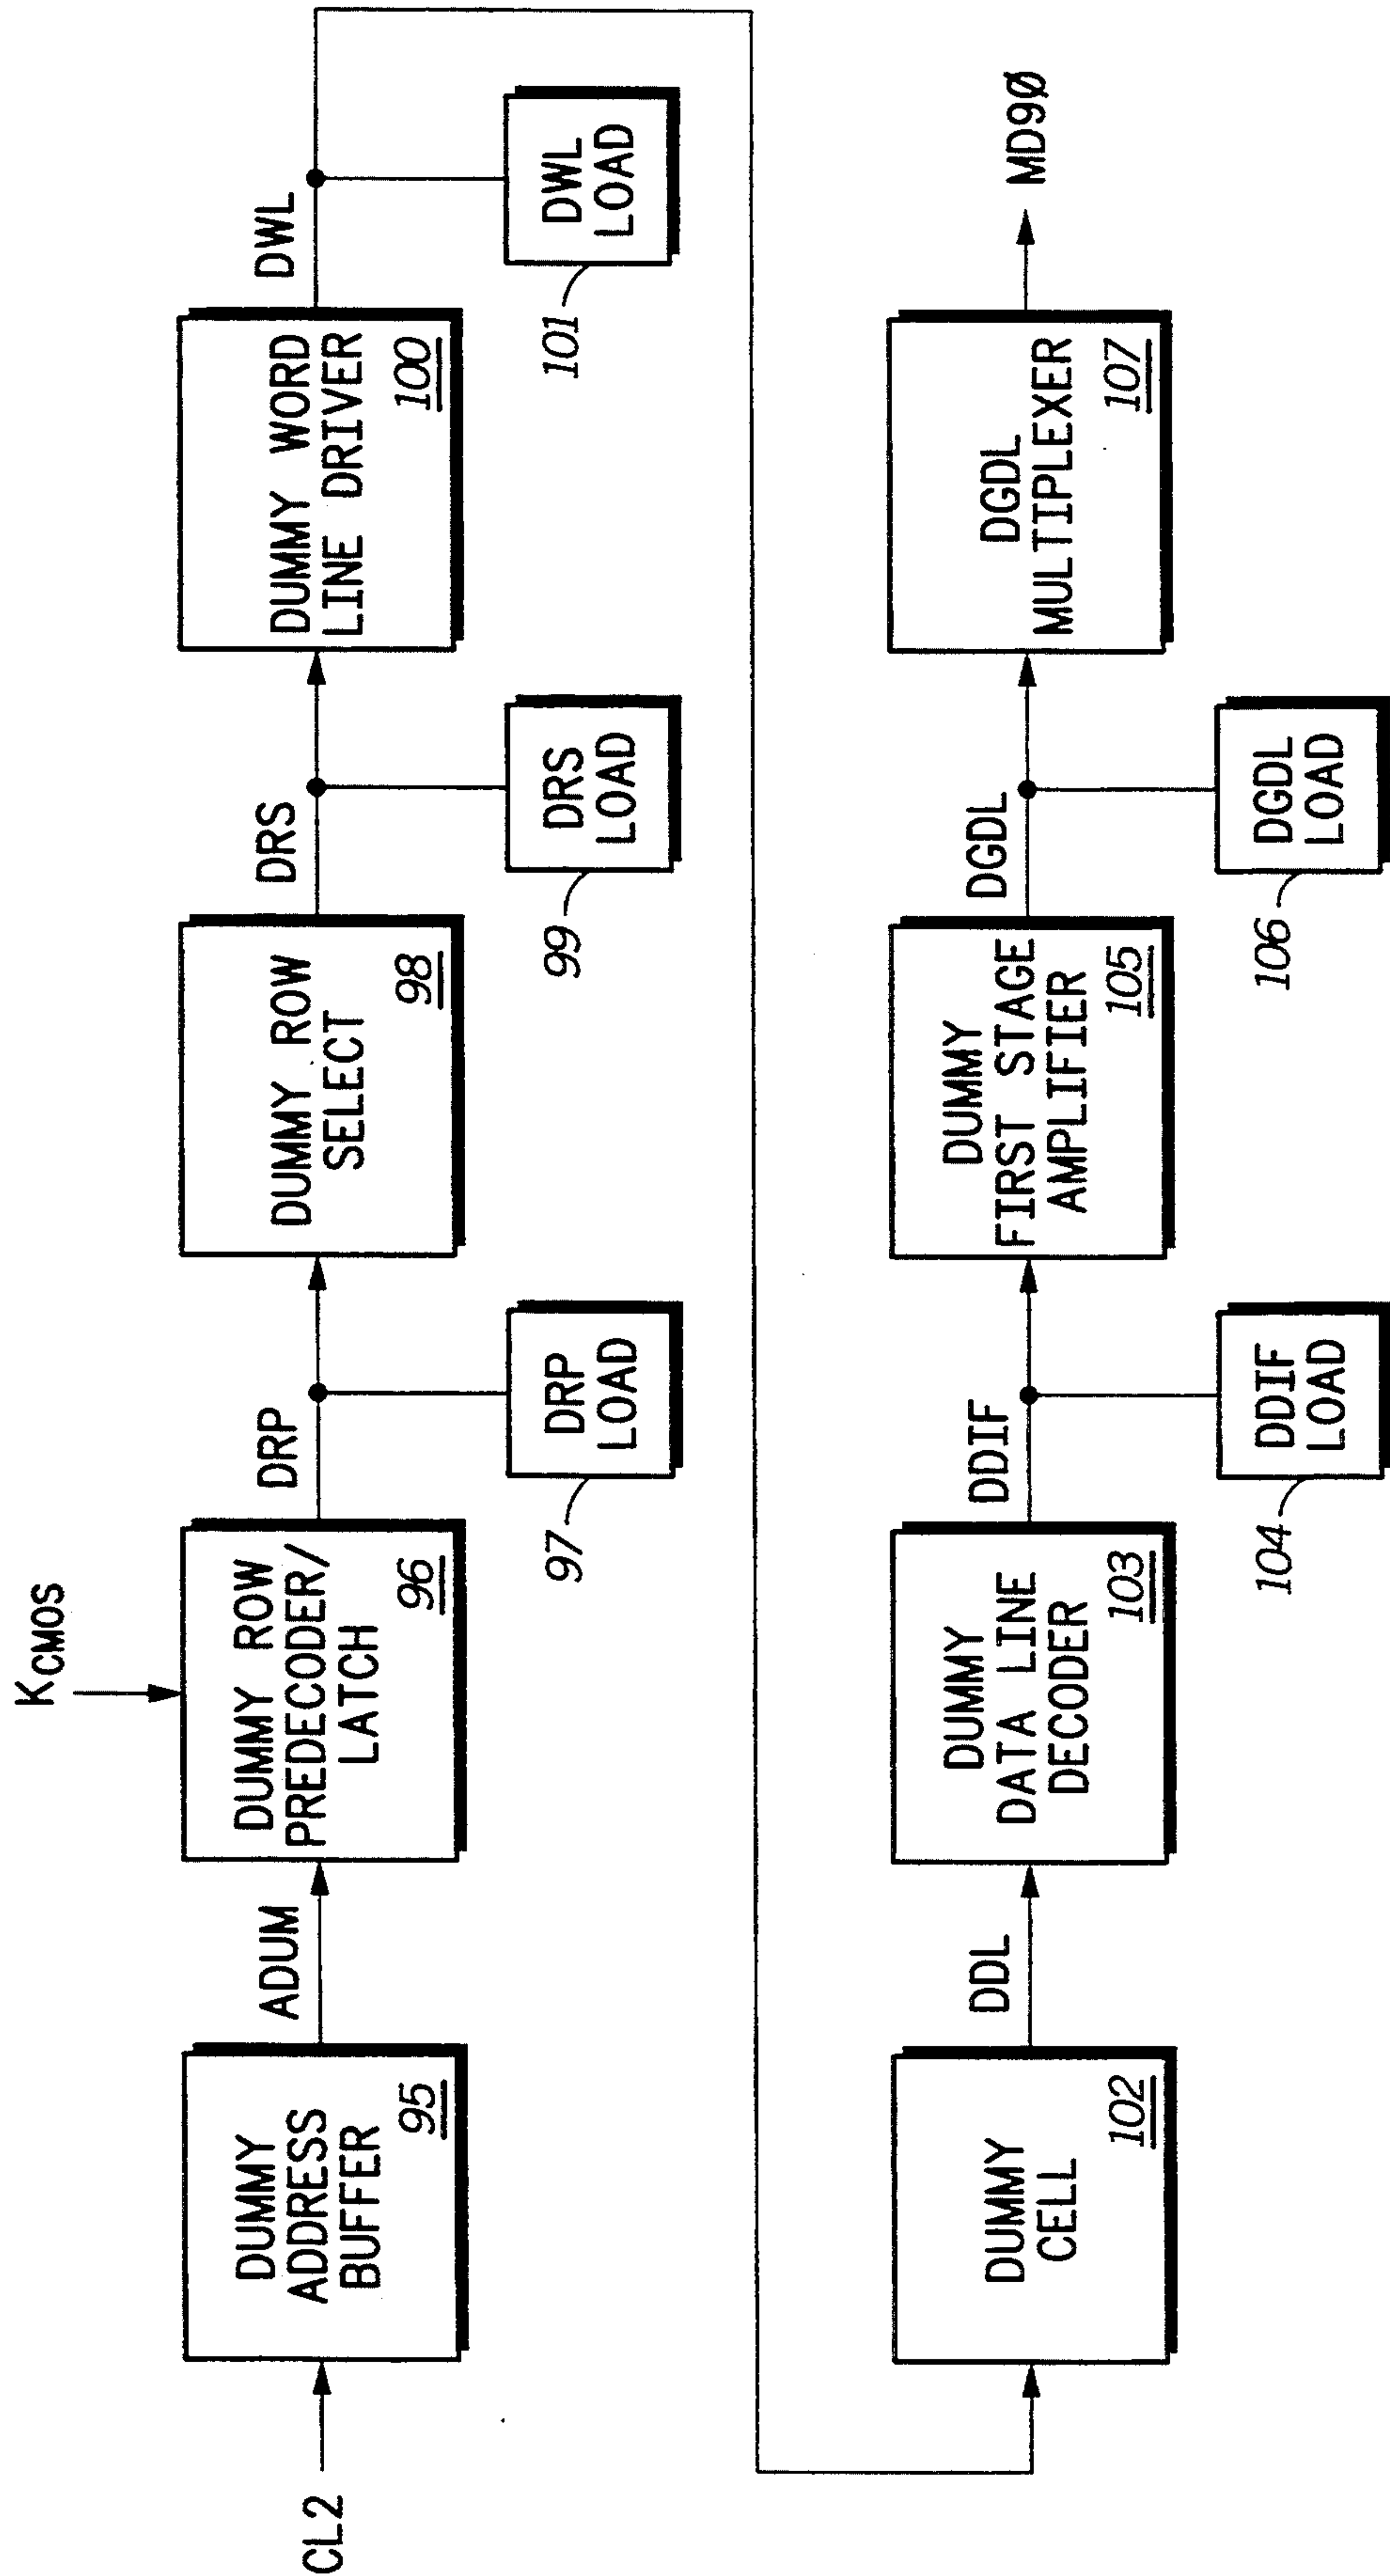 CL2
DUMMY
ADDRESS
BUFFER
95
ADUM
KCMOS
DUMMY ROW
PREDECODER/
LATCH
96
DRP
DRP
LOAD
97
DUMMY ROW
SELECT
98
DRS
DRS
LOAD
99
DUMMY WORD
LINE DRIVER
100
DWL
DWL
LOAD
101
DUMMY
CELL
102
DDL
DUMMY
DATA LINE
DECODER
103
DDIF
DDIF
LOAD
104
DUMMY
FIRST STAGE
AMPLIFIER
105
DGDL
DGDL
LOAD
106
DGDL
MULTIPLEXER
107
MD90